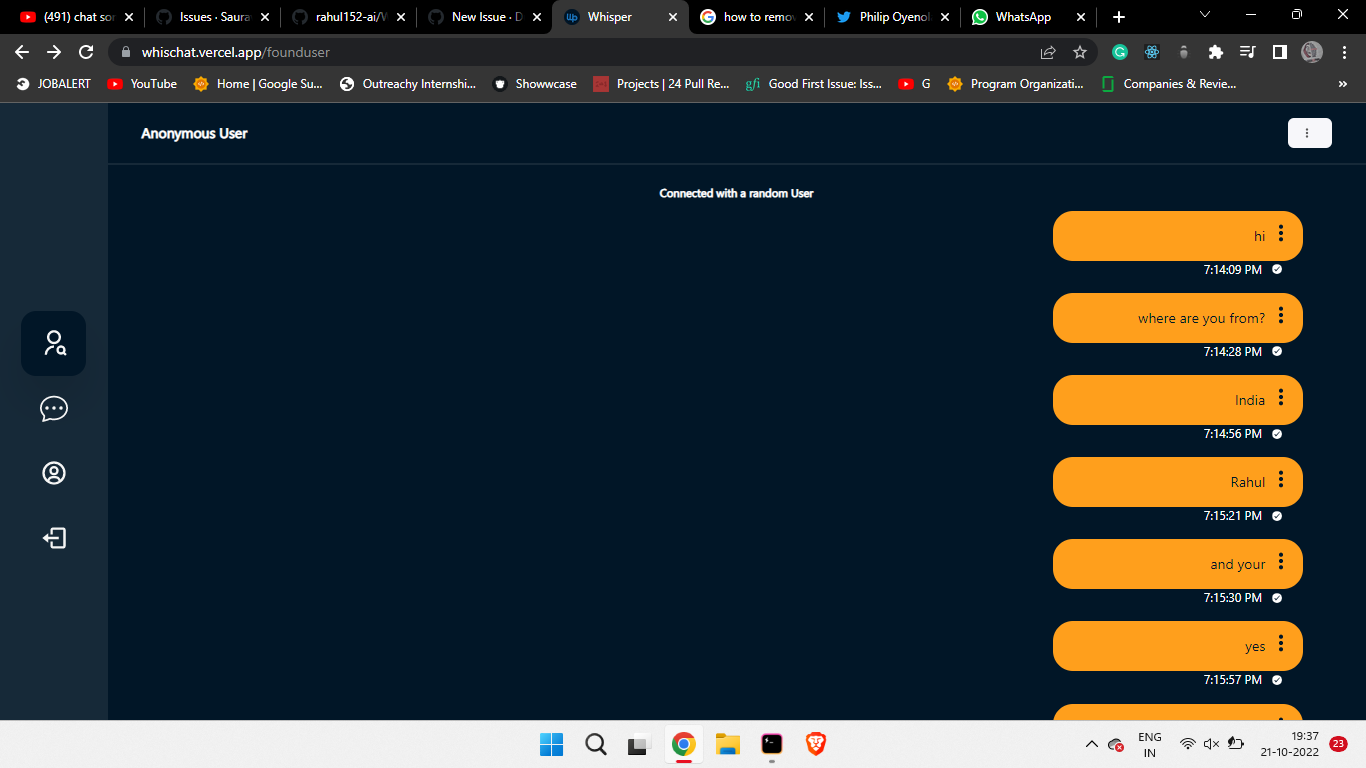 (491) chat sor
Issues · Saura
rahul152-ai/W
New Issue · D
Whisper
how to remov
Philip Oyenol
WhatsApp
whischat.vercel.app/founduser
JOBALERT
YouTube
Home | Google Su...
Outreachy Internshi...
Showwcase
Projects | 24 Pull Re...
gfi
Good First Issue: Iss...
G
Program Organizati...
Companies & Revie...
»
Anonymous User
Connected with a random User
hi
7:14:09 PM
where are you from?
7:14:28 PM
India
7:14:56 PM
Rahul
7:15:21 PM
and your
7:15:30 PM
yes
7:15:57 PM
ENG
IN
19:37
21-10-2022
23